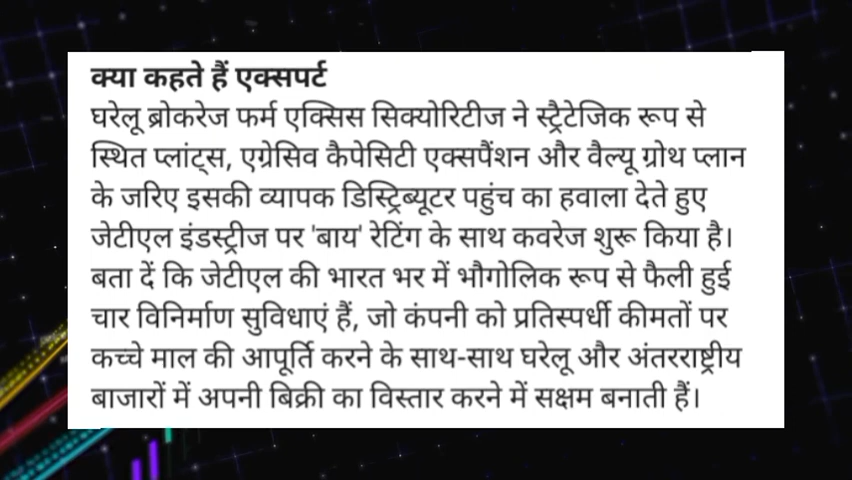 क्या कहते हैं एक्सपर्ट
घरेलू ब्रोकरेज फर्म एक्सिस सिक्योरिटीज ने स्ट्रैटेजिक रूप से
स्थित प्लांट्स, एग्रेसिव कैपेसिटी एक्सपैंशन और वैल्यू ग्रोथ प्लान
के जरिए इसकी व्यापक डिस्ट्रिब्यूटर पहुंच का हवाला देते हुए
जेटीएल इंडस्ट्रीज पर 'बाय' रेटिंग के साथ कवरेज शुरू किया है।
बता दें कि जेटीएल की भारत भर में भौगोलिक रूप से फैली हुई
चार विनिर्माण सुविधाएं हैं, जो कंपनी को प्रतिस्पर्धी कीमतों पर
कच्चे माल की आपूर्ति करने के साथ-साथ घरेलू और अंतरराष्ट्रीय
बाजारों में अपनी बिक्री का विस्तार करने में सक्षम बनाती हैं।